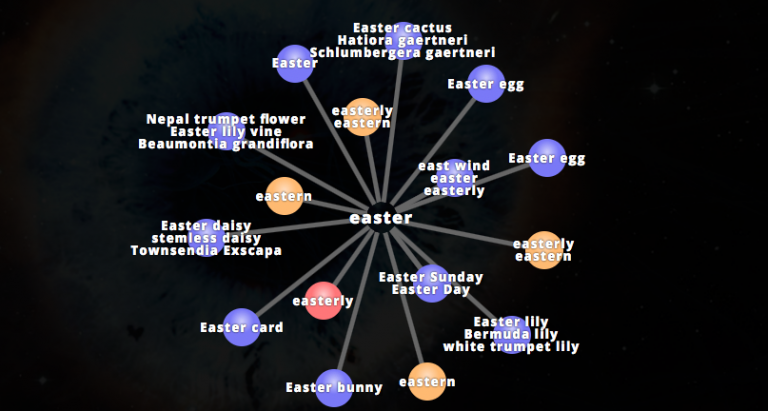 Easter cactus
Hatiora gaertneri
Schlumbergera gaertneri
Easter
Easter egg
easterly
eastern
Nepal trumpet flower
Easter lily vine
Beaumontia grandiflora
east wind
easter
easterly
Easter egg
eastern
easter
Easter daisy
stemless daisy
Townsendia Exscapa
easterly
eastern
Easter Sunday
Easter Day
easterly
Easter card
Easter lily
Bermuda lily
white trumpet lily
Easter bunny
eastern